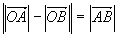 ||OA⃗| − |OB⃗|| = |AB⃗|